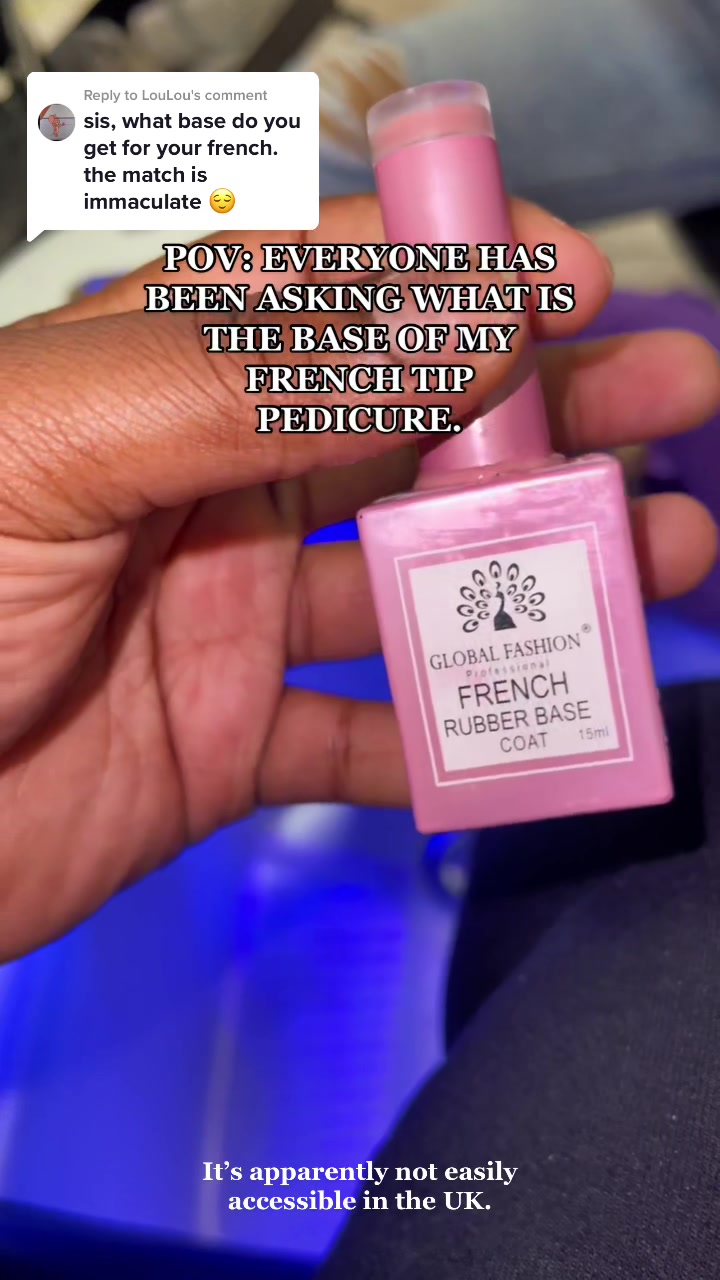 Reply to LouLou's comment
sis, what base do you
get for your french.
the match is
immaculate 😌
POV: EVERYONE HAS
BEEN ASKING WHAT IS
THE BASE OF MY
FRENCH TIP
PEDICURE.
GLOBAL FASHION®
Professional
FRENCH
RUBBER BASE
COAT 15ml
It’s apparently not easily
accessible in the UK.